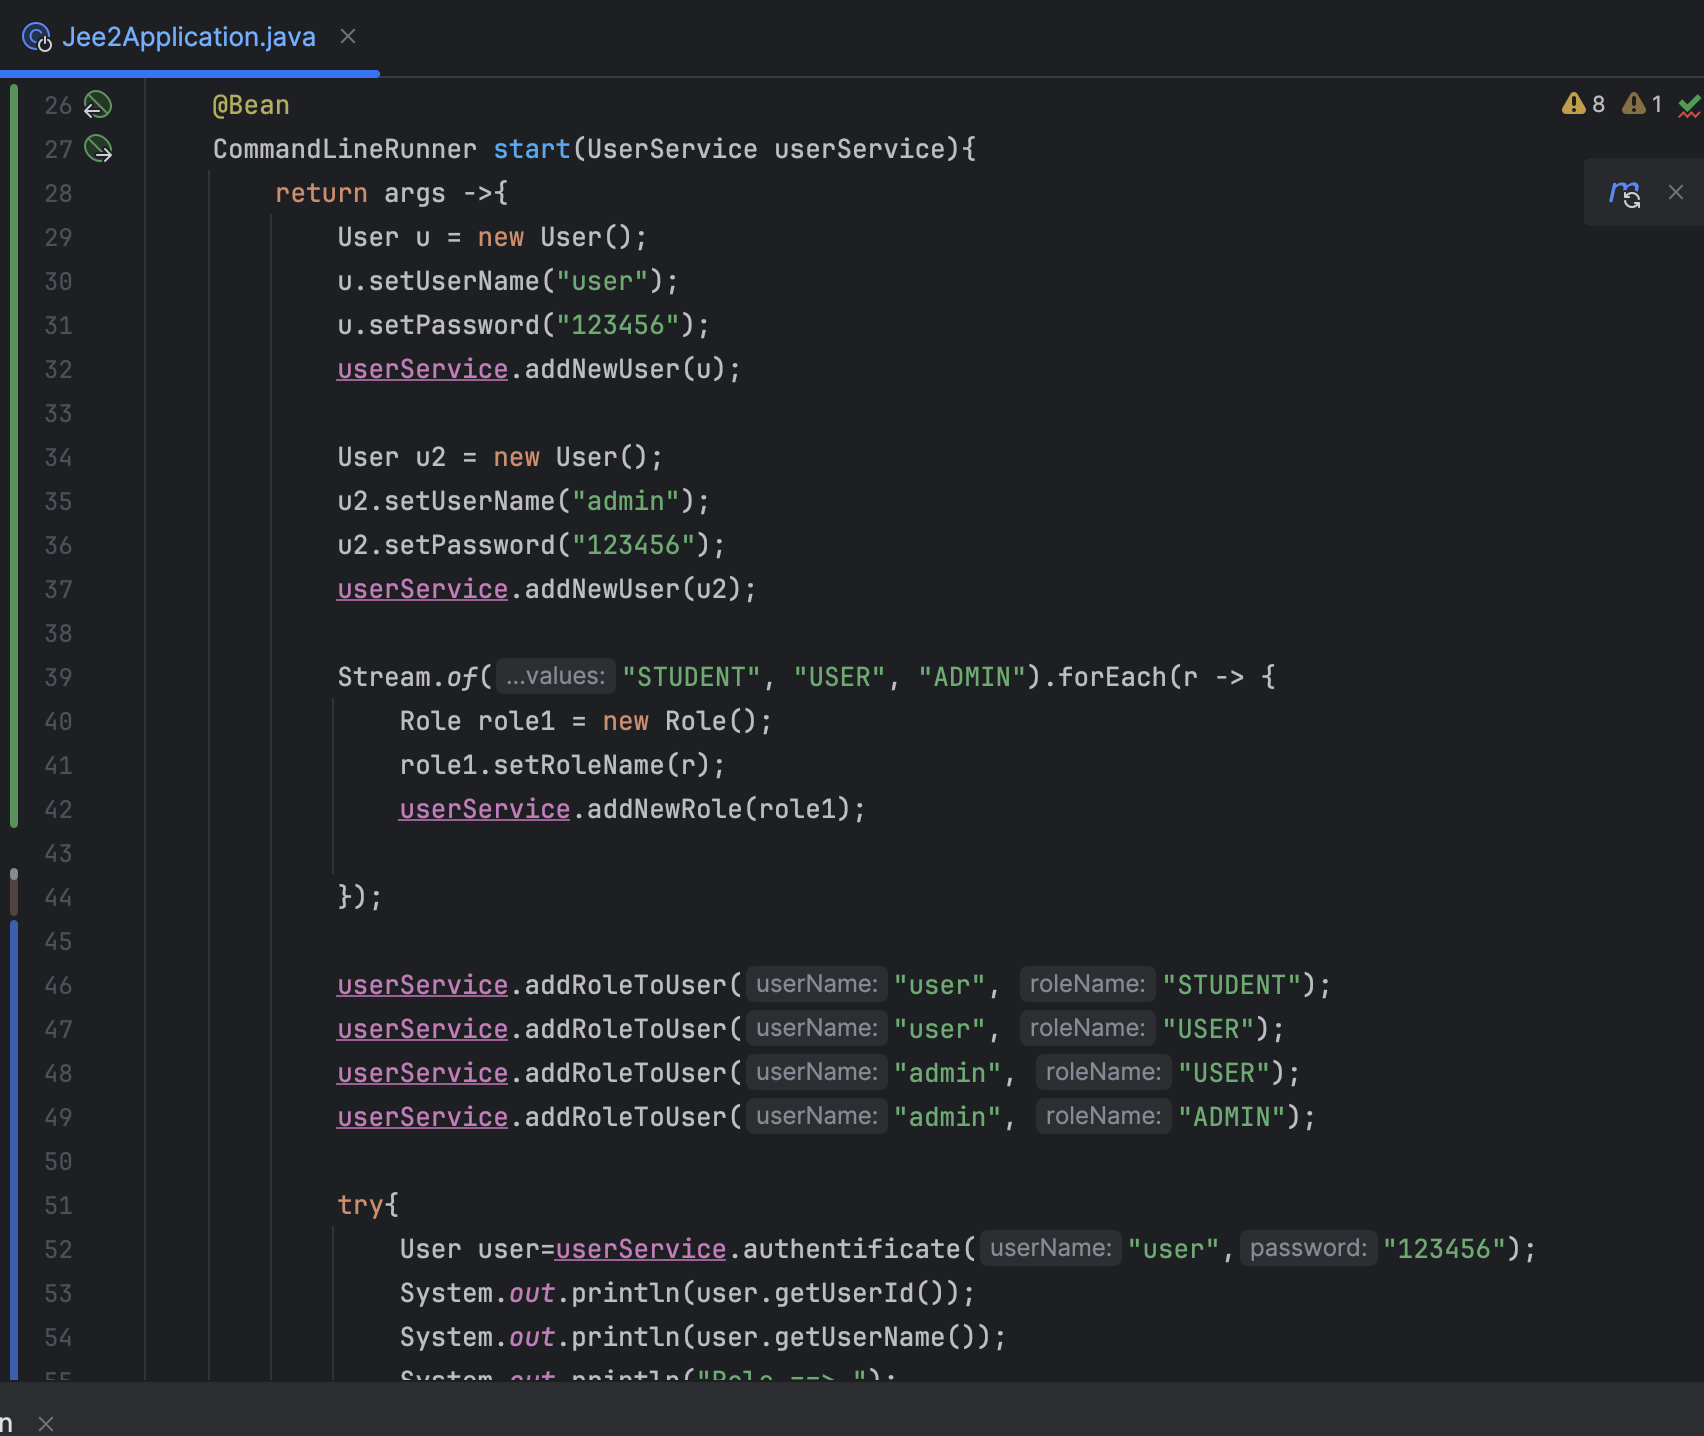 Jee2Application.java
8 1
26 @Bean
27 CommandLineRunner start(UserService userService){
28 return args ->{
29 User u = new User();
30 u.setUserName("user");
31 u.setPassword("123456");
32 userService.addNewUser(u);
33
34 User u2 = new User();
35 u2.setUserName("admin");
36 u2.setPassword("123456");
37 userService.addNewUser(u2);
38
39 Stream.of( ...values: "STUDENT", "USER", "ADMIN").forEach(r -> {
40 Role role1 = new Role();
41 role1.setRoleName(r);
42 userService.addNewRole(role1);
43
44 });
45
46 userService.addRoleToUser( userName: "user", roleName: "STUDENT");
47 userService.addRoleToUser( userName: "user", roleName: "USER");
48 userService.addRoleToUser( userName: "admin", roleName: "USER");
49 userService.addRoleToUser( userName: "admin", roleName: "ADMIN");
50
51 try{
52 User user=userService.authentificate( userName: "user", password: "123456");
53 System.out.println(user.getUserId());
54 System.out.println(user.getUserName());
55 System.out.println("Role ==> ");
n